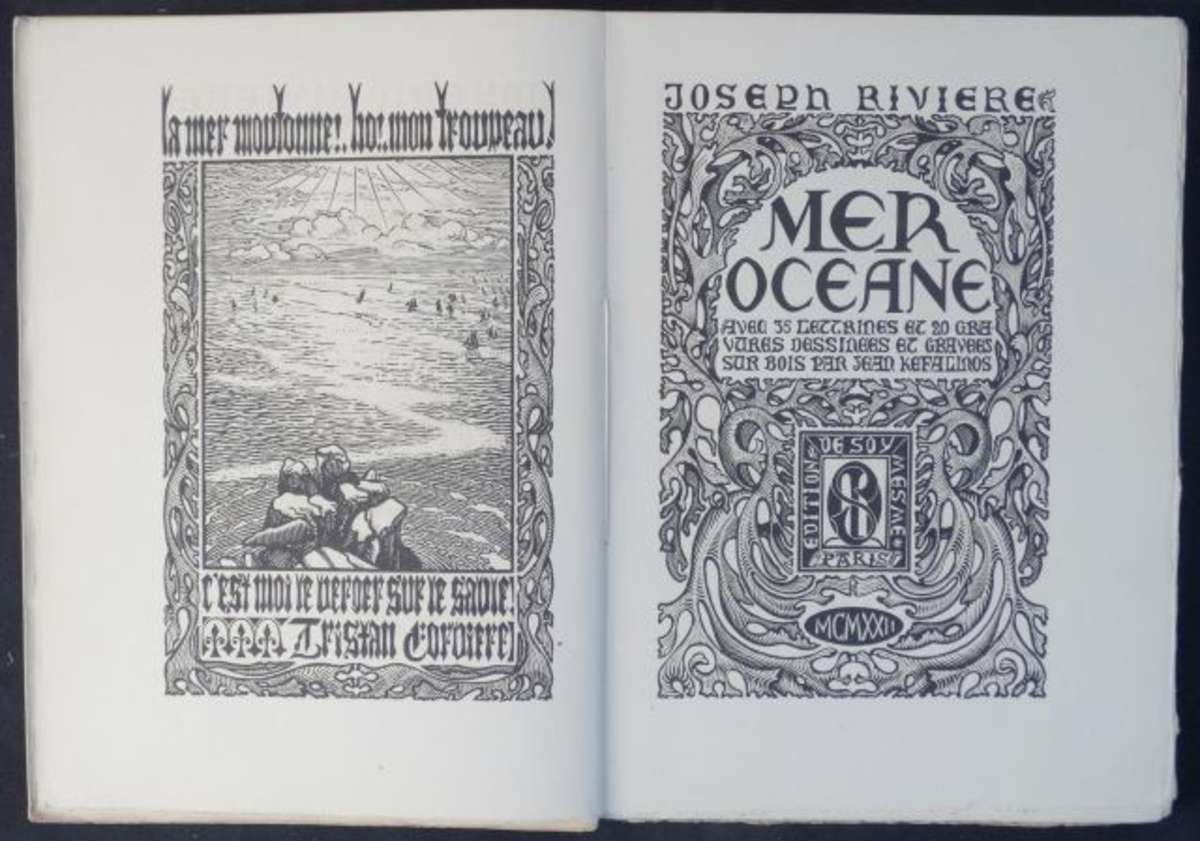 la mer moutonne!.. ho!.. mon troupeau!
c'est moi le berger sur le sable!
Tristan Corbiere
JOSEPH RIVIERE
MER
OCEANE
AVEC 35 LETTRINES ET 20 GRA
VURES DESSINEES ET GRAVEES
SUR BOIS PAR JEAN KEFALINOS
EDITION DE SOY MESME
PARIS
MCMXXII